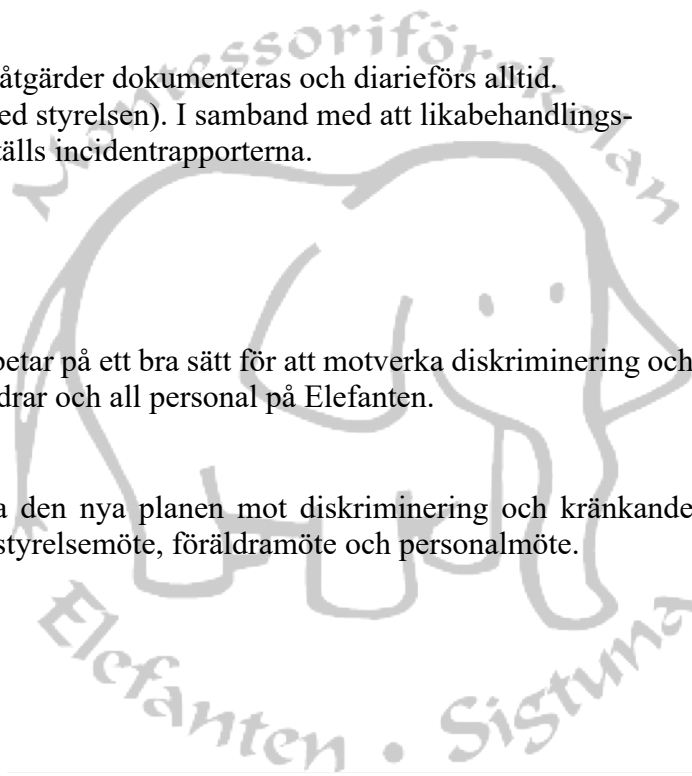 Montessoriförskolan
åtgärder dokumenteras och diarieförs alltid.
ed styrelsen). I samband med att likabehandlings-
tälls incidentrapporterna.
betar på ett bra sätt för att motverka diskriminering och
drar och all personal på Elefanten.
a den nya planen mot diskriminering och kränkande
styrelsemöte, föräldramöte och personalmöte.
Elefanten • Sigtuna